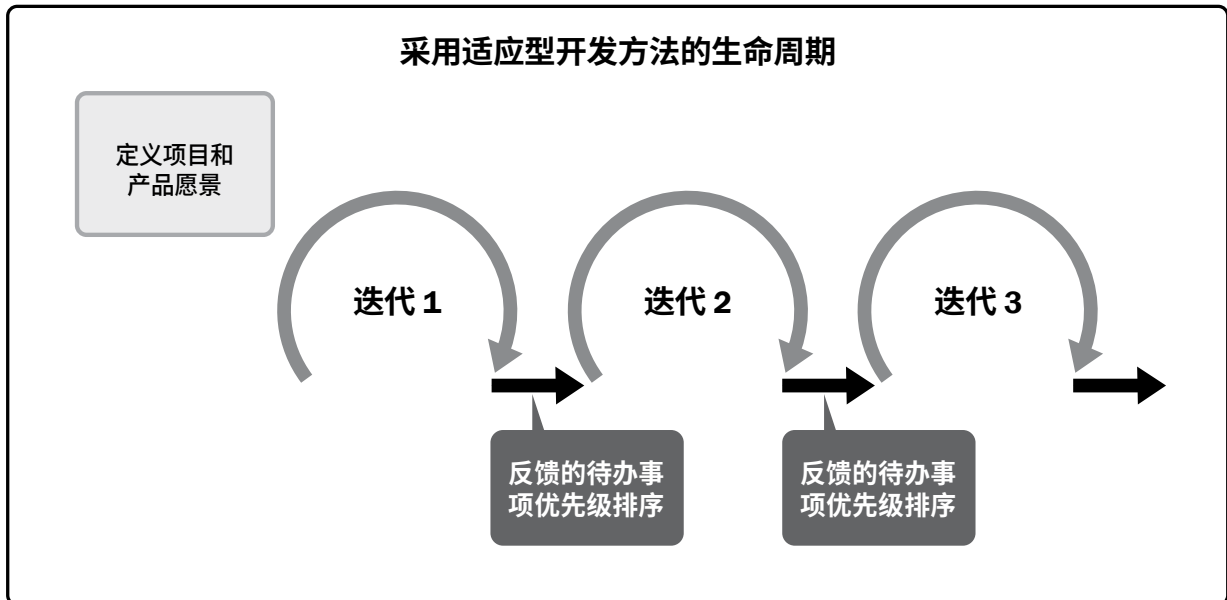 采用适应型开发方法的生命周期
定义项目和
产品愿景
迭代 1
迭代 2
迭代 3
反馈的待办事
项优先级排序
反馈的待办事
项优先级排序